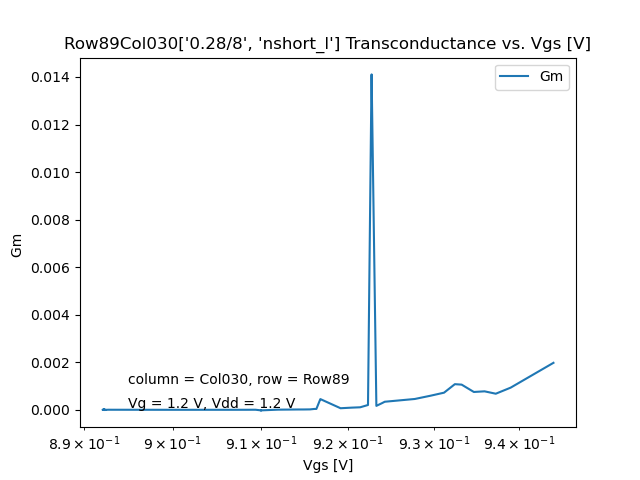 Row89Col030['0.28/8', 'nshort_l'] Transconductance vs. Vgs [V]
Gm
0.014
0.012
0.010
0.008
0.006
0.004
0.002
0.000
Gm
column = Col030, row = Row89
Vg = 1.2 V, Vdd = 1.2 V
8.9 × 10⁻¹ 9 × 10⁻¹ 9.1 × 10⁻¹ 9.2 × 10⁻¹ 9.3 × 10⁻¹ 9.4 × 10⁻¹
Vgs [V]